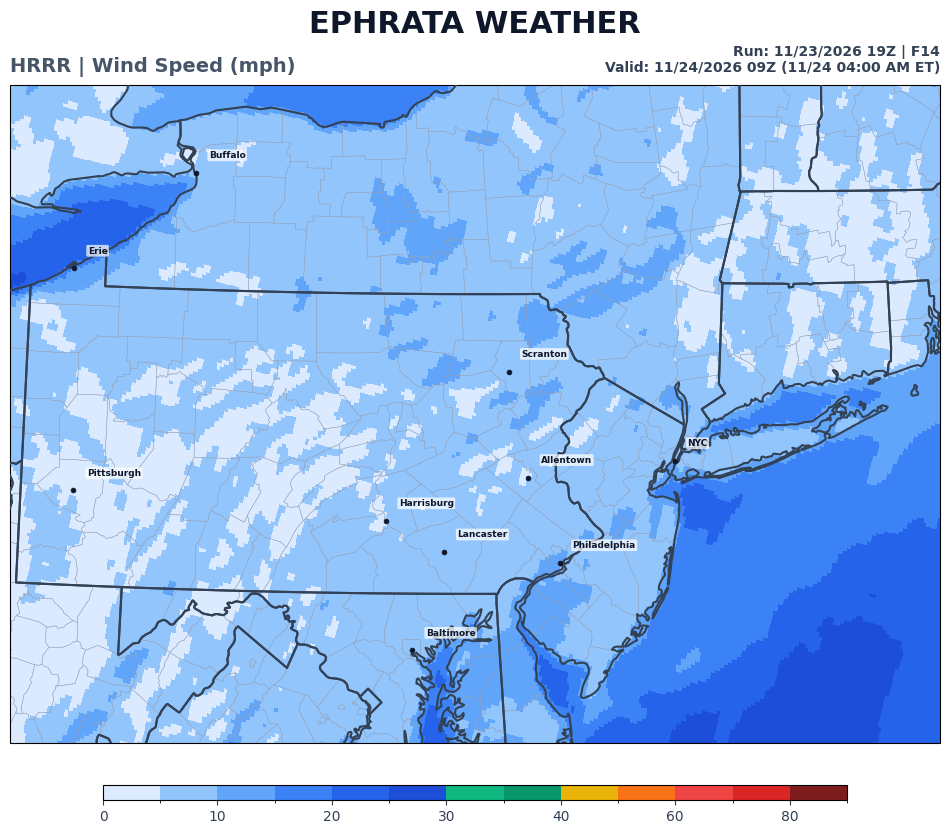 EPHRATA WEATHER
HRRR | Wind Speed (mph)
Run: 11/23/2026 19Z | F14
Valid: 11/24/2026 09Z (11/24 04:00 AM ET)
Buffalo
Erie
Scranton
NYC
Allentown
Pittsburgh
Harrisburg
Lancaster
Philadelphia
Baltimore
0 10 20 30 40 50 60 70 80